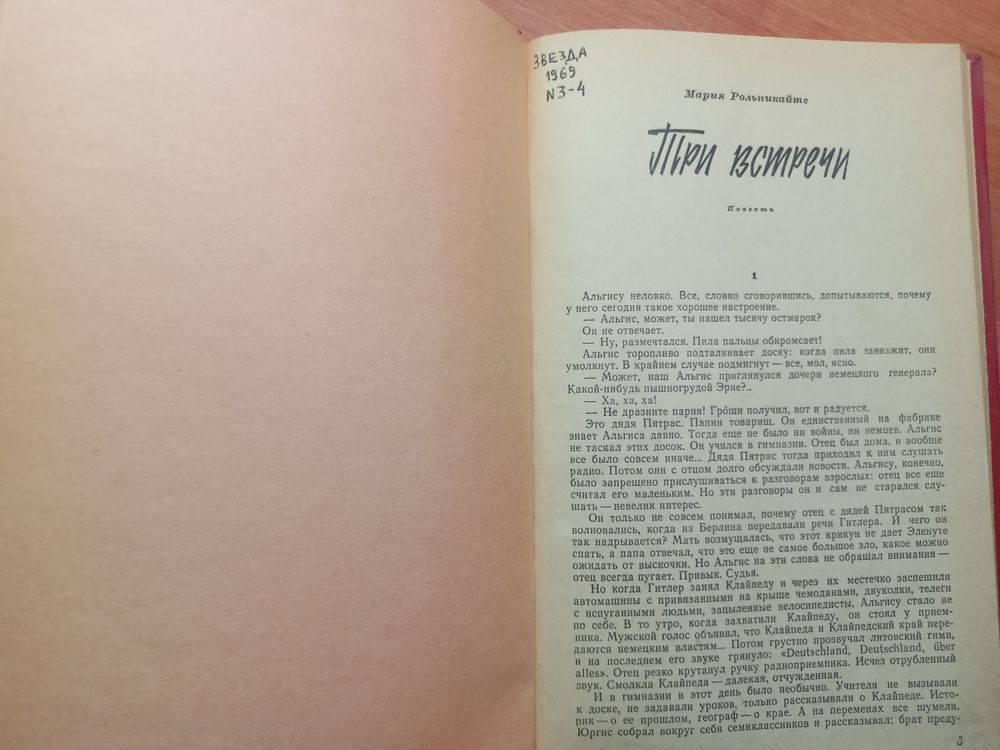 ЗВЕЗДА
1969
N3-4
Мария Рольникайте
Три встречи
Повесть
1
Альгису неловко. Все, словно сговорившись, допытываются, почему
у него сегодня такое хорошее настроение.
— Альгис, может, ты нашел тысячу остмарок?
Он не отвечает.
— Ну, размечтался. Пила пальцы обкромсает!
Альгис торопливо подталкивает доску: когда пила завизжит, они
умолкнут. В крайнем случае подмигнут — все, мол, ясно.
— Может, наш Альгис приглянулся дочери немецкого генерала?
Какой-нибудь пышногрудой Эрне?..
— Ха, ха, ха!
— Не дразните парня! Гро́ши получил, вот и радуется.
Это дядя Пятрас. Папин товарищ. Он единственный на фабрике
знает Альгиса давно. Тогда еще не было ни войны, ни немцев. Альгис
не таскал этих досок. Он учился в гимназии. Отец был дома, и вообще
все было совсем иначе... Дядя Пятрас тогда приходил к ним слушать
радио. Потом они с отцом долго обсуждали новости. Альгису, конечно,
было запрещено прислушиваться к разговорам взрослых: отец все еще
считал его маленьким. Но эти разговоры он и сам не старался слу-
шать — невелик интерес.
Он только не совсем понимал, почему отец с дядей Пятрасом так
волновались, когда из Берлина передавали речи Гитлера. И чего он
так надрывается? Мать возмущалась, что этот крикун не дает Эленуте
спать, а папа отвечал, что это еще не самое большое зло, какое можно
ожидать от выскочки. Но Альгис на эти слова не обращал внимания —
отец всегда пугает. Привык. Судья.
Но когда Гитлер занял Клайпеду и через их местечко заспешили
автомашины с привязанными на крыше чемоданами, двуколки, телеги
с испуганными людьми, запыленные велосипедисты, Альгису стало не
по себе. В то утро, когда захватили Клайпеду, он стоял у прием-
ника. Мужской голос объявил, что Клайпеда и Клайпедский край пере-
даются немецким властям... Потом грустно прозвучал литовский гимн,
и на последнем его звуке грянуло: «Deutschland, Deutschland, über
alles». Отец резко крутанул ручку радиоприемника. Исчез отрубленный
звук. Смолкла Клайпеда — далекая, отчужденная.
И в гимназии в этот день было необычно. Учителя не вызывали
к доске, не задавали уроков, только рассказывали о Клайпеде. Исто-
рик — о ее прошлом, географ — о крае. А на переменах все шумели.
Юргис собрал вокруг себя семиклассников и рассказывал: брат преду-